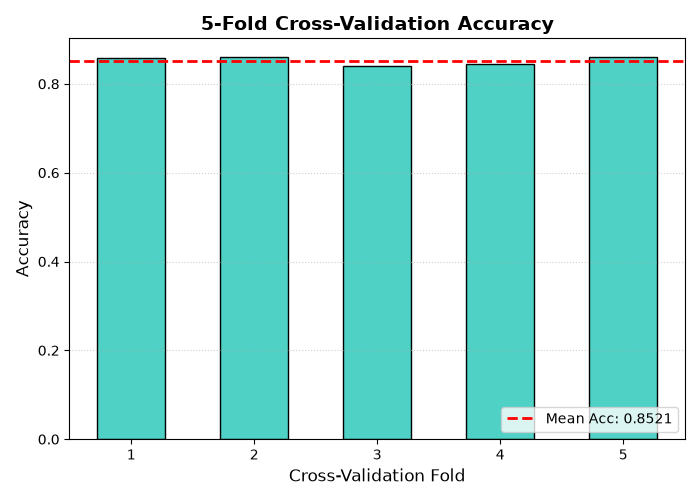 5-Fold Cross-Validation Accuracy
Accuracy
0.8
0.6
0.4
0.2
0.0
Mean Acc: 0.8521
1 2 3 4 5
Cross-Validation Fold